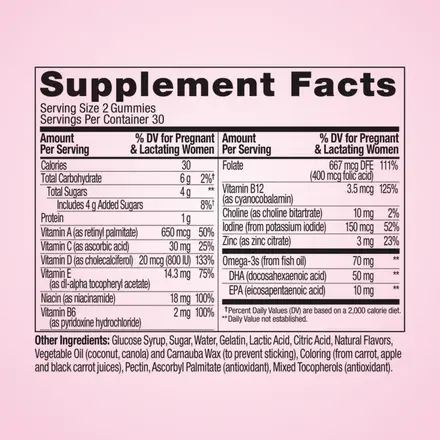 Supplement Facts
Serving Size 2 Gummies
Servings Per Container 30
Amount Per Serving % DV for Pregnant & Lactating Women
Calories 30
Total Carbohydrate 6 g 2%†
Total Sugars 4 g **
Includes 4 g Added Sugars 8%†
Protein 1 g
Vitamin A (as retinyl palmitate) 650 mcg 50%
Vitamin C (as ascorbic acid) 30 mg 25%
Vitamin D (as cholecalciferol) 20 mcg (800 IU) 133%
Vitamin E 14.3 mg 75%
(as dl-alpha tocopheryl acetate)
Niacin (as niacinamide) 18 mg 100%
Vitamin B6 2 mg 100%
(as pyridoxine hydrochloride)
Amount Per Serving % DV for Pregnant & Lactating Women
Folate 667 mcg DFE 111%
(400 mcg folic acid)
Vitamin B12 3.5 mcg 125%
(as cyanocobalamin)
Choline (as choline bitartrate) 10 mg 2%
Iodine (from potassium iodide) 150 mcg 52%
Zinc (as zinc citrate) 3 mg 23%
Omega-3s (from fish oil) 70 mg **
DHA (docosahexaenoic acid) 50 mg **
EPA (eicosapentaenoic acid) 10 mg **
†Percent Daily Values (DV) are based on a 2,000 calorie diet.
**Daily Value not established.
Other Ingredients: Glucose Syrup, Sugar, Water, Gelatin, Lactic Acid, Citric Acid, Natural Flavors,
Vegetable Oil (coconut, canola) and Carnauba Wax (to prevent sticking), Coloring (from carrot, apple
and black carrot juices), Pectin, Ascorbyl Palmitate (antioxidant), Mixed Tocopherols (antioxidant).